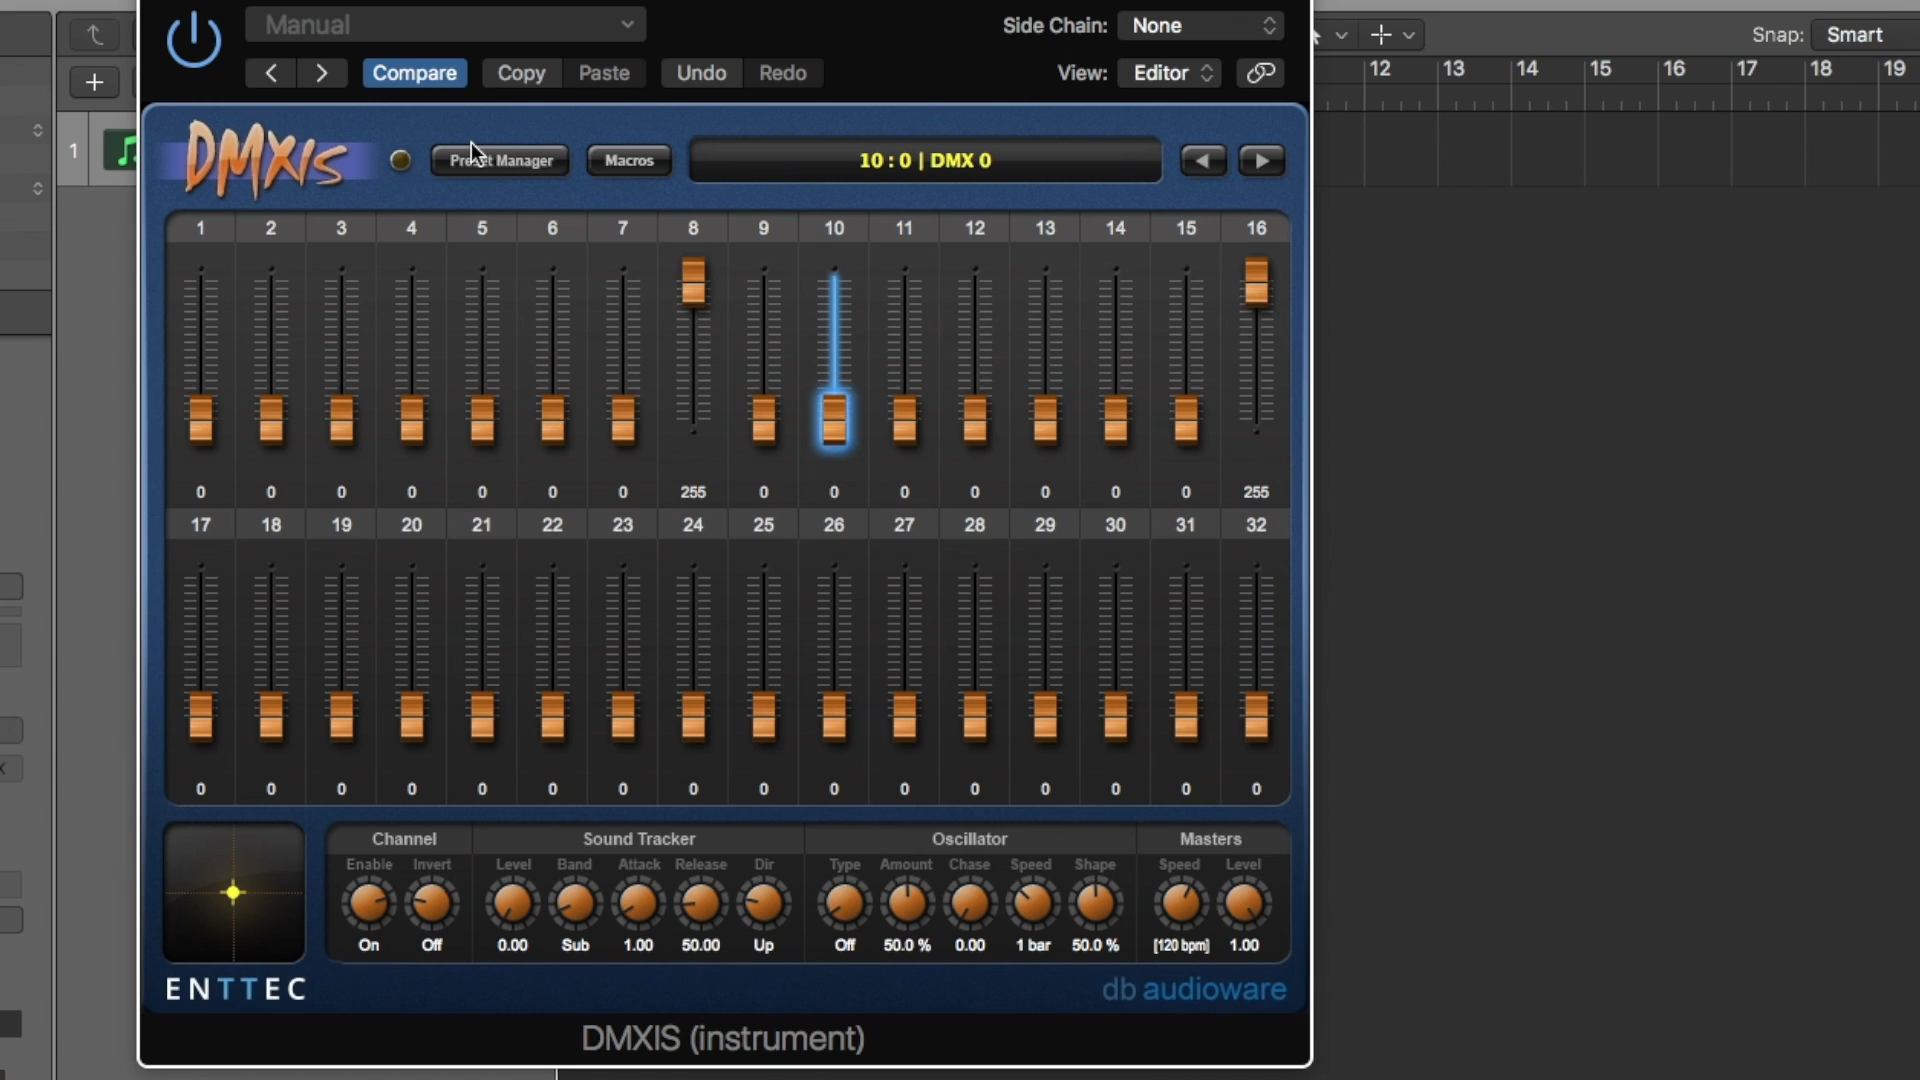 Manual
Side Chain: None
Snap: Smart
Compare Copy Paste Undo Redo
View: Editor
12 13 14 15 16 17 18 19
1
DMXIS
Preset Manager Macros
10 : 0 | DMX 0
1 2 3 4 5 6 7 8 9 10 11 12 13 14 15 16
0 0 0 0 0 0 0 255 0 0 0 0 0 0 0 255
17 18 19 20 21 22 23 24 25 26 27 28 29 30 31 32
0 0 0 0 0 0 0 0 0 0 0 0 0 0 0 0
Channel Sound Tracker Oscillator Masters
Enable Invert Level Band Attack Release Dir Type Amount Chase Speed Shape Speed Level
On Off 0.00 Sub 1.00 50.00 Up Off 50.0 % 0.00 1 bar 50.0 % [120 bpm] 1.00
ENTTEC
db audioware
DMXIS (instrument)